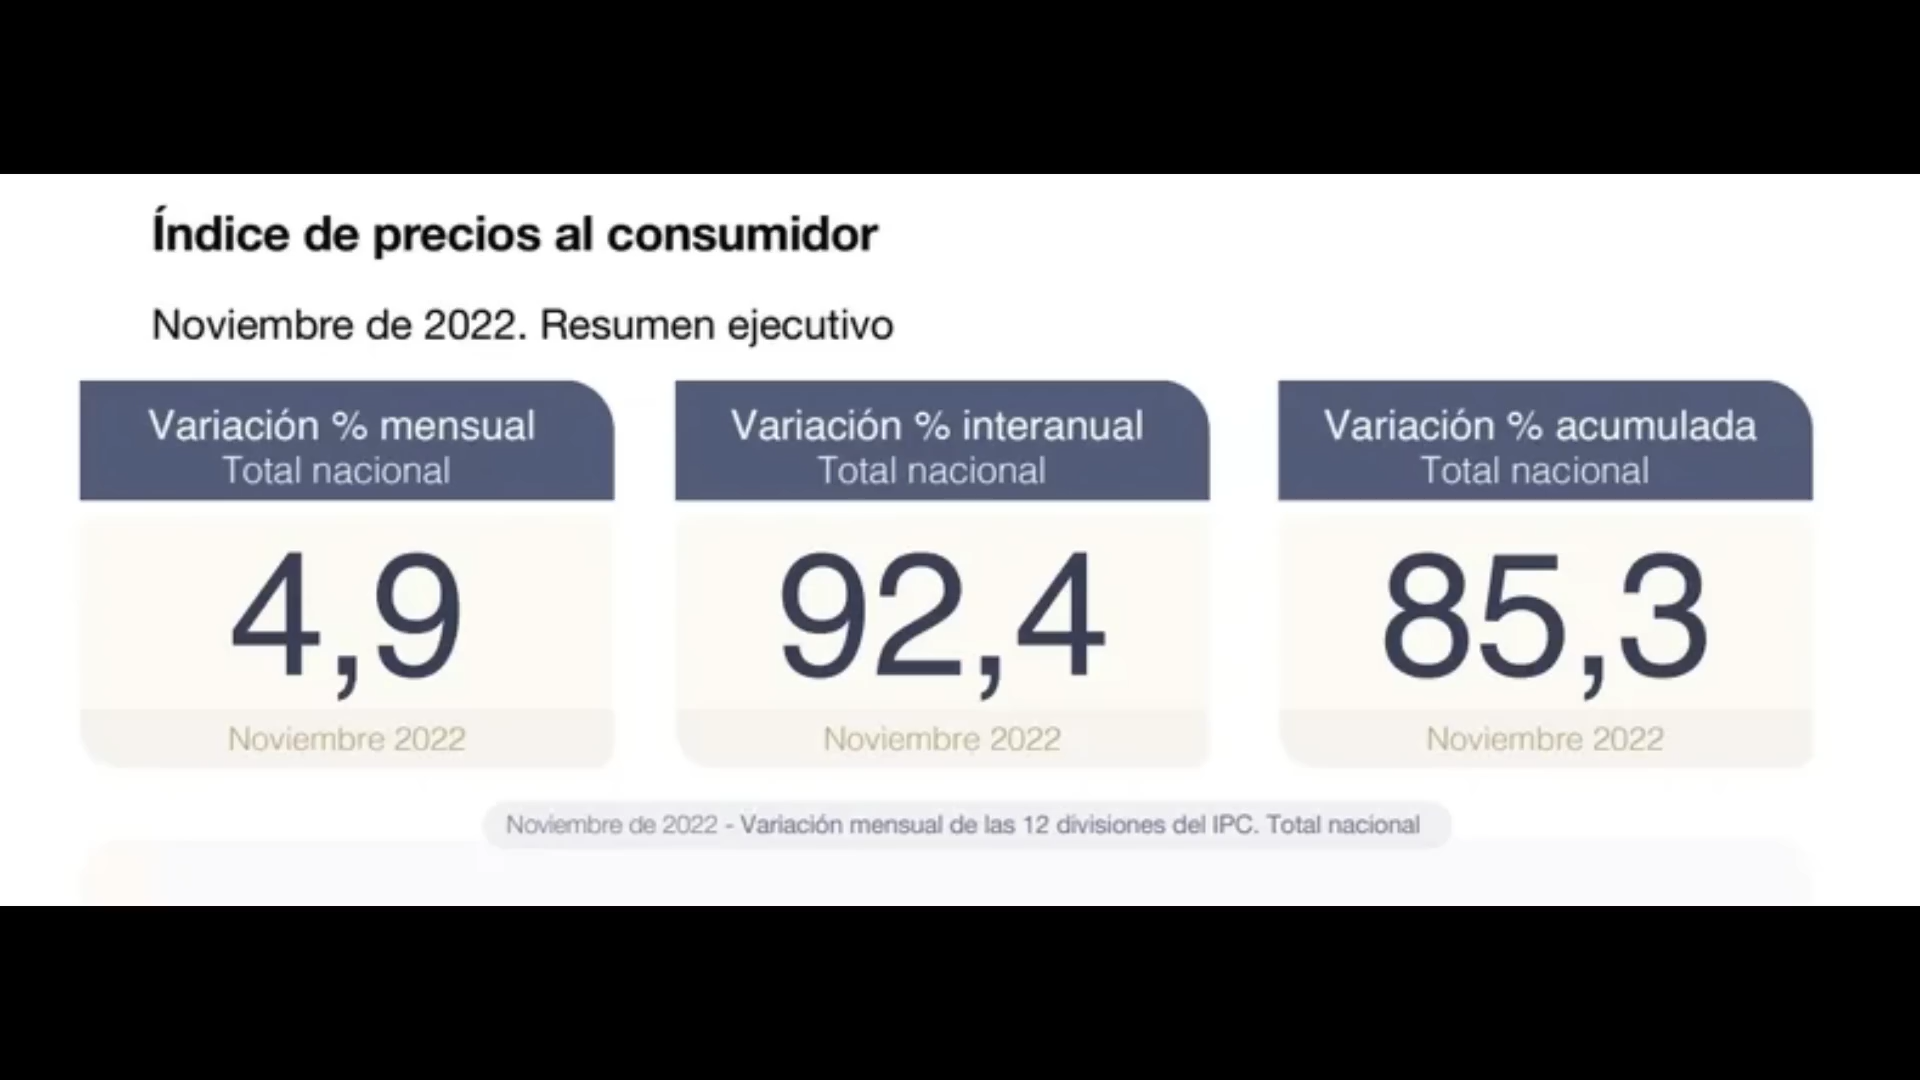 Índice de precios al consumidor
Noviembre de 2022. Resumen ejecutivo
Variación % mensual
Total nacional
4,9
Noviembre 2022
Variación % interanual
Total nacional
92,4
Noviembre 2022
Variación % acumulada
Total nacional
85,3
Noviembre 2022
Noviembre de 2022 - Variación mensual de las 12 divisiones del IPC. Total nacional